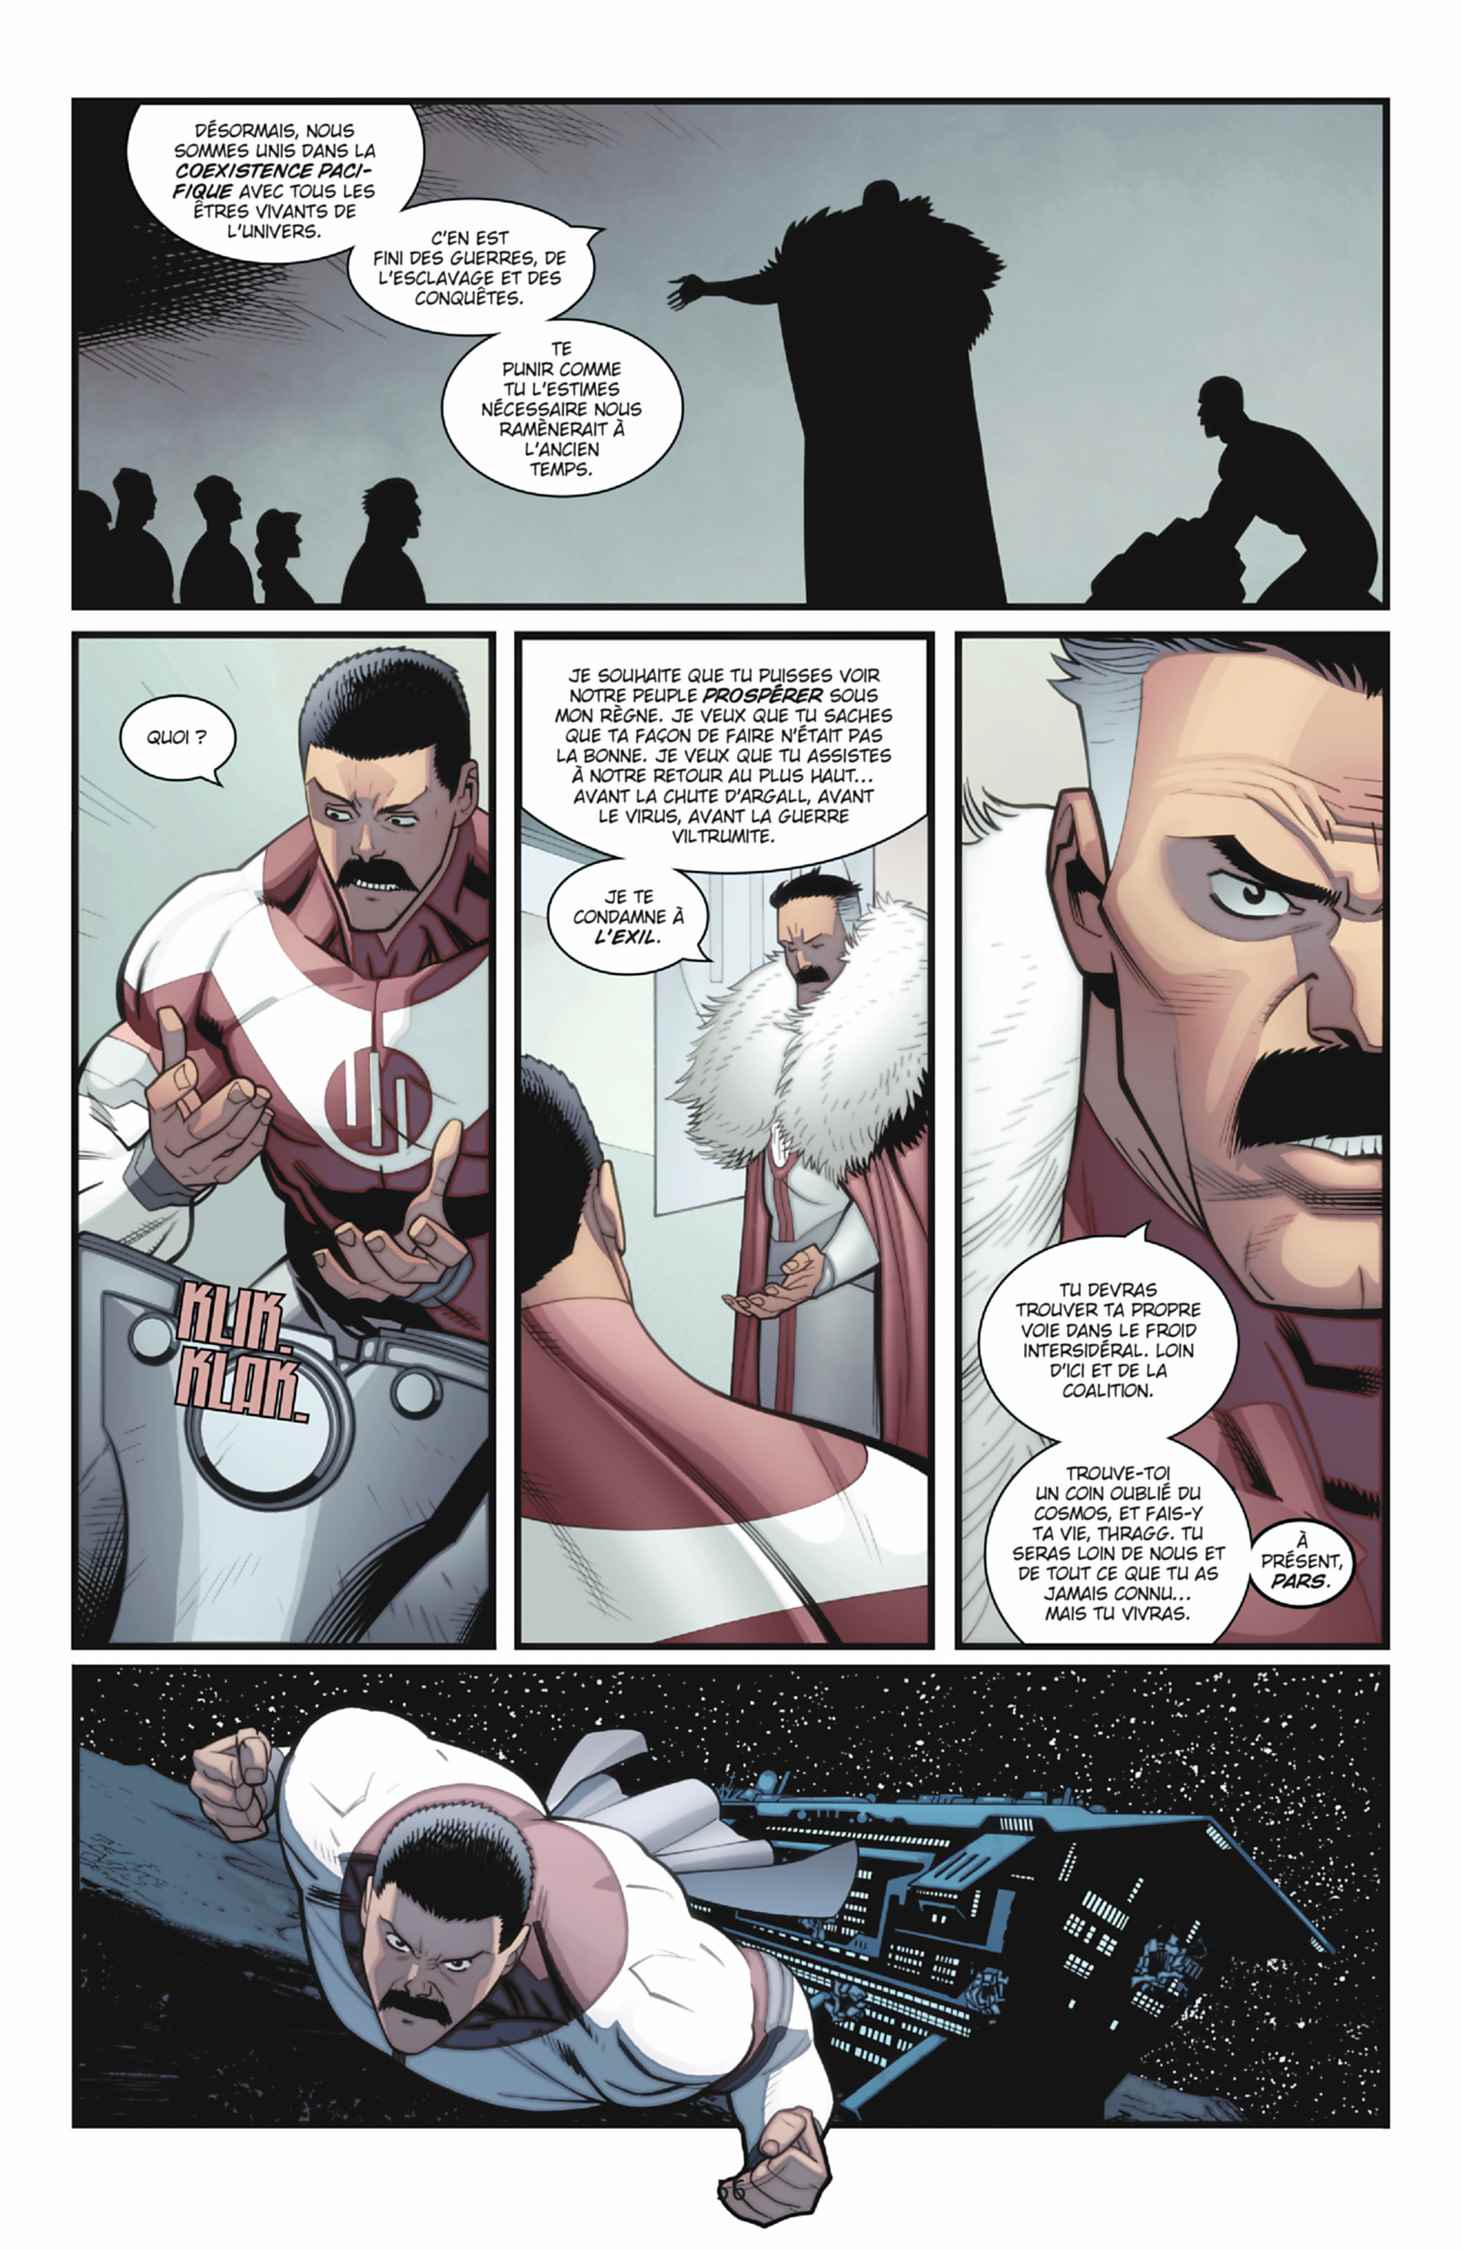 DÉSORMAIS, NOUS
SOMMES UNIS DANS LA
COEXISTENCE PACI-
FIQUE AVEC TOUS LES
ÊTRES VIVANTS DE
L'UNIVERS.
C'EN EST
FINI DES GUERRES, DE
L'ESCLAVAGE ET DES
CONQUÊTES.
TE
PUNIR COMME
TU L'ESTIMES
NÉCESSAIRE NOUS
RAMÈNERAIT À
L'ANCIEN
TEMPS.
QUOI ?
KLIK.
KLAK.
JE SOUHAITE QUE TU PUISSES VOIR
NOTRE PEUPLE PROSPÉRER SOUS
MON RÈGNE. JE VEUX QUE TU SACHES
QUE TA FAÇON DE FAIRE N'ÉTAIT PAS
LA BONNE. JE VEUX QUE TU ASSISTES
À NOTRE RETOUR AU PLUS HAUT...
AVANT LA CHUTE D'ARGALL, AVANT
LE VIRUS, AVANT LA GUERRE
VILTRUMITE.
JE TE
CONDAMNE À
L'EXIL.
TU DEVRAS
TROUVER TA PROPRE
VOIE DANS LE FROID
INTERSIDÉRAL. LOIN
D'ICI ET DE LA
COALITION.
TROUVE-TOI
UN COIN OUBLIÉ DU
COSMOS, ET FAIS-Y
TA VIE, THRAGG. TU
SERAS LOIN DE NOUS ET
DE TOUT CE QUE TU AS
JAMAIS CONNU...
MAIS TU VIVRAS.
À
PRÉSENT,
PARS.
56